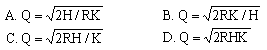 A. Q = √2H / RK B. Q = √2RK / H
C. Q = √2RH / K D. Q = √2RHK